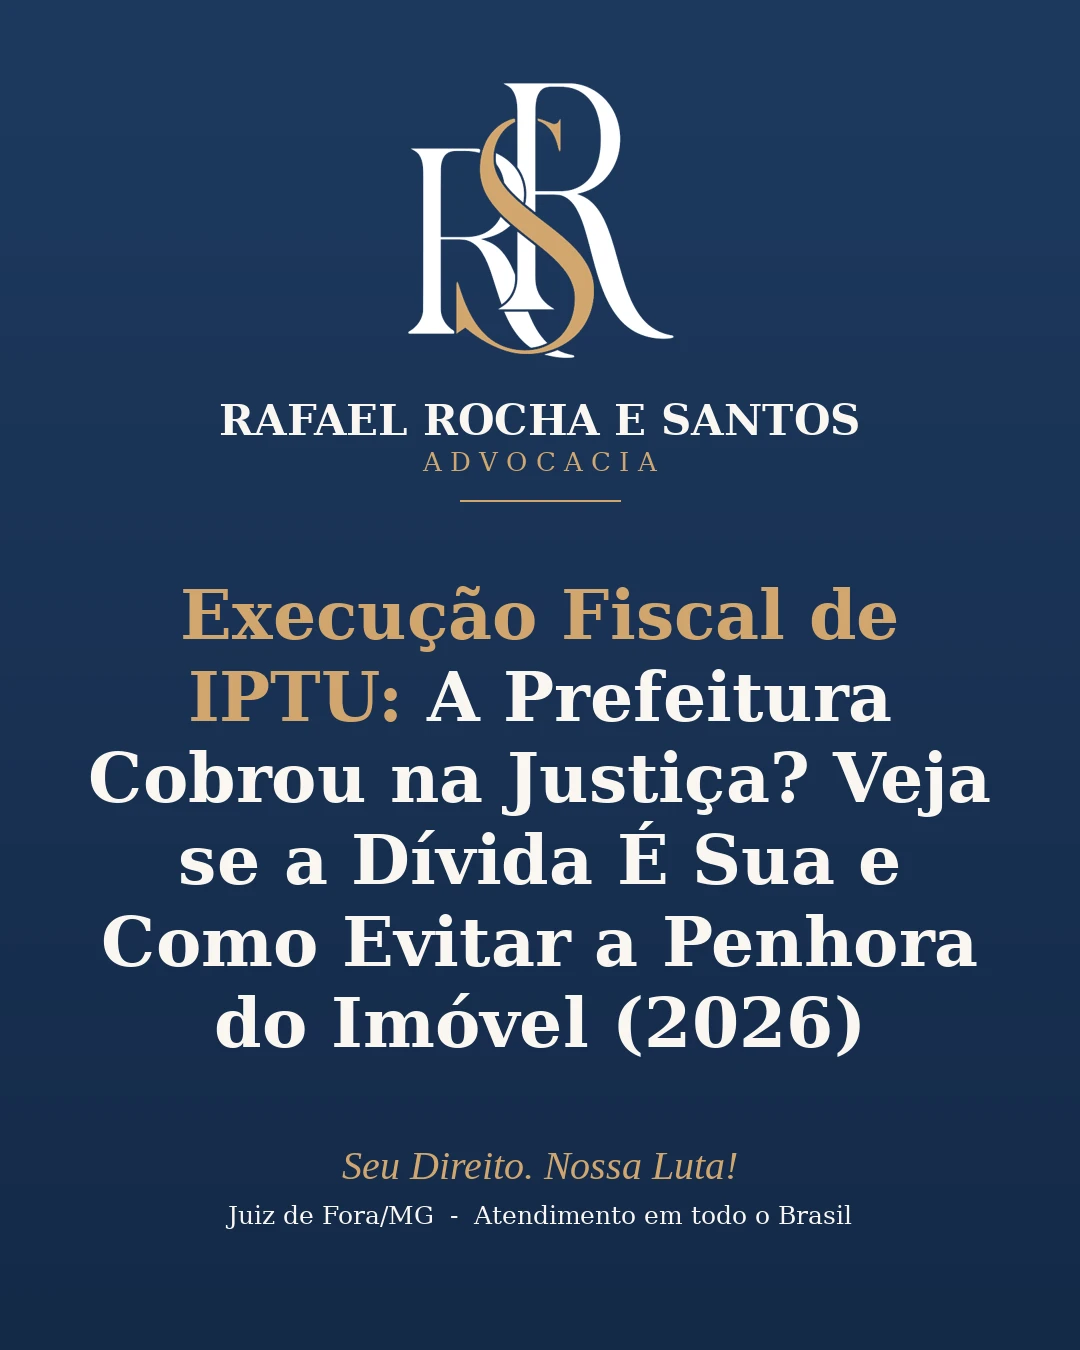 RSR
RAFAEL ROCHA E SANTOS
ADVOCACIA
Execução Fiscal de
IPTU: A Prefeitura
Cobrou na Justiça? Veja
se a Dívida É Sua e
Como Evitar a Penhora
do Imóvel (2026)
Seu Direito. Nossa Luta!
Juiz de Fora/MG - Atendimento em todo o Brasil